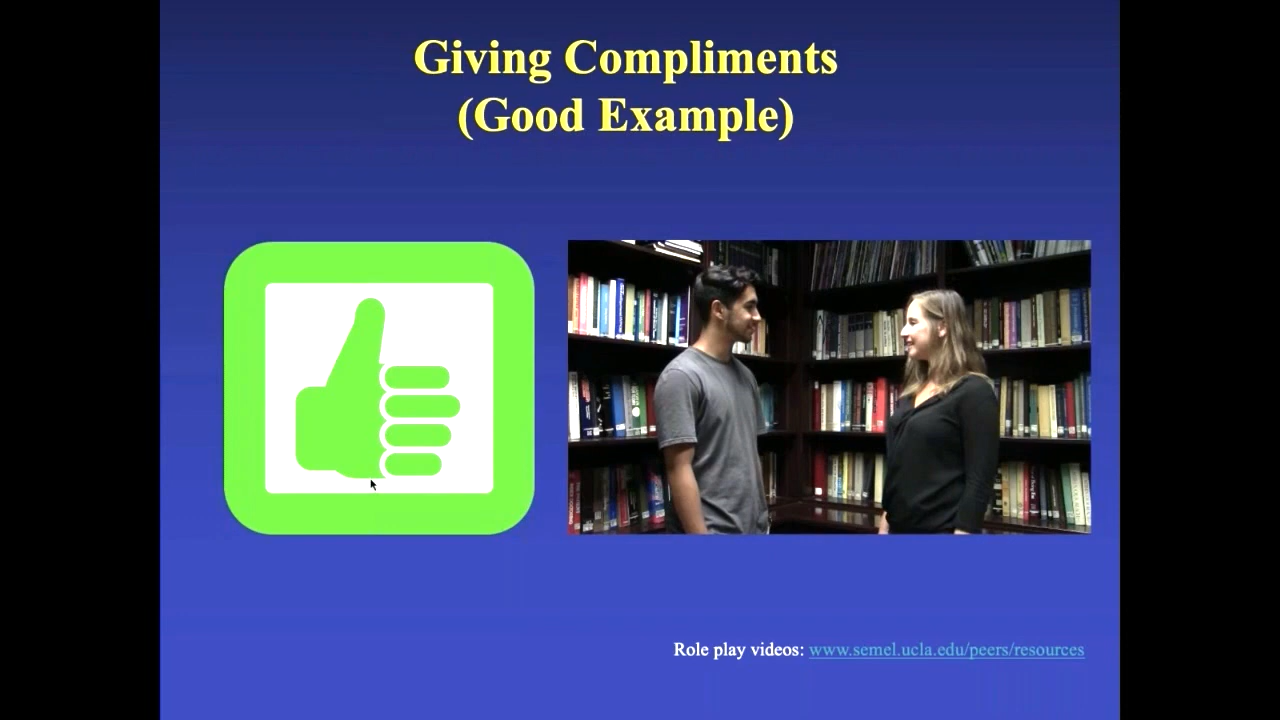 Giving Compliments
(Good Example)
Role play videos: www.semel.ucla.edu/peers/resources